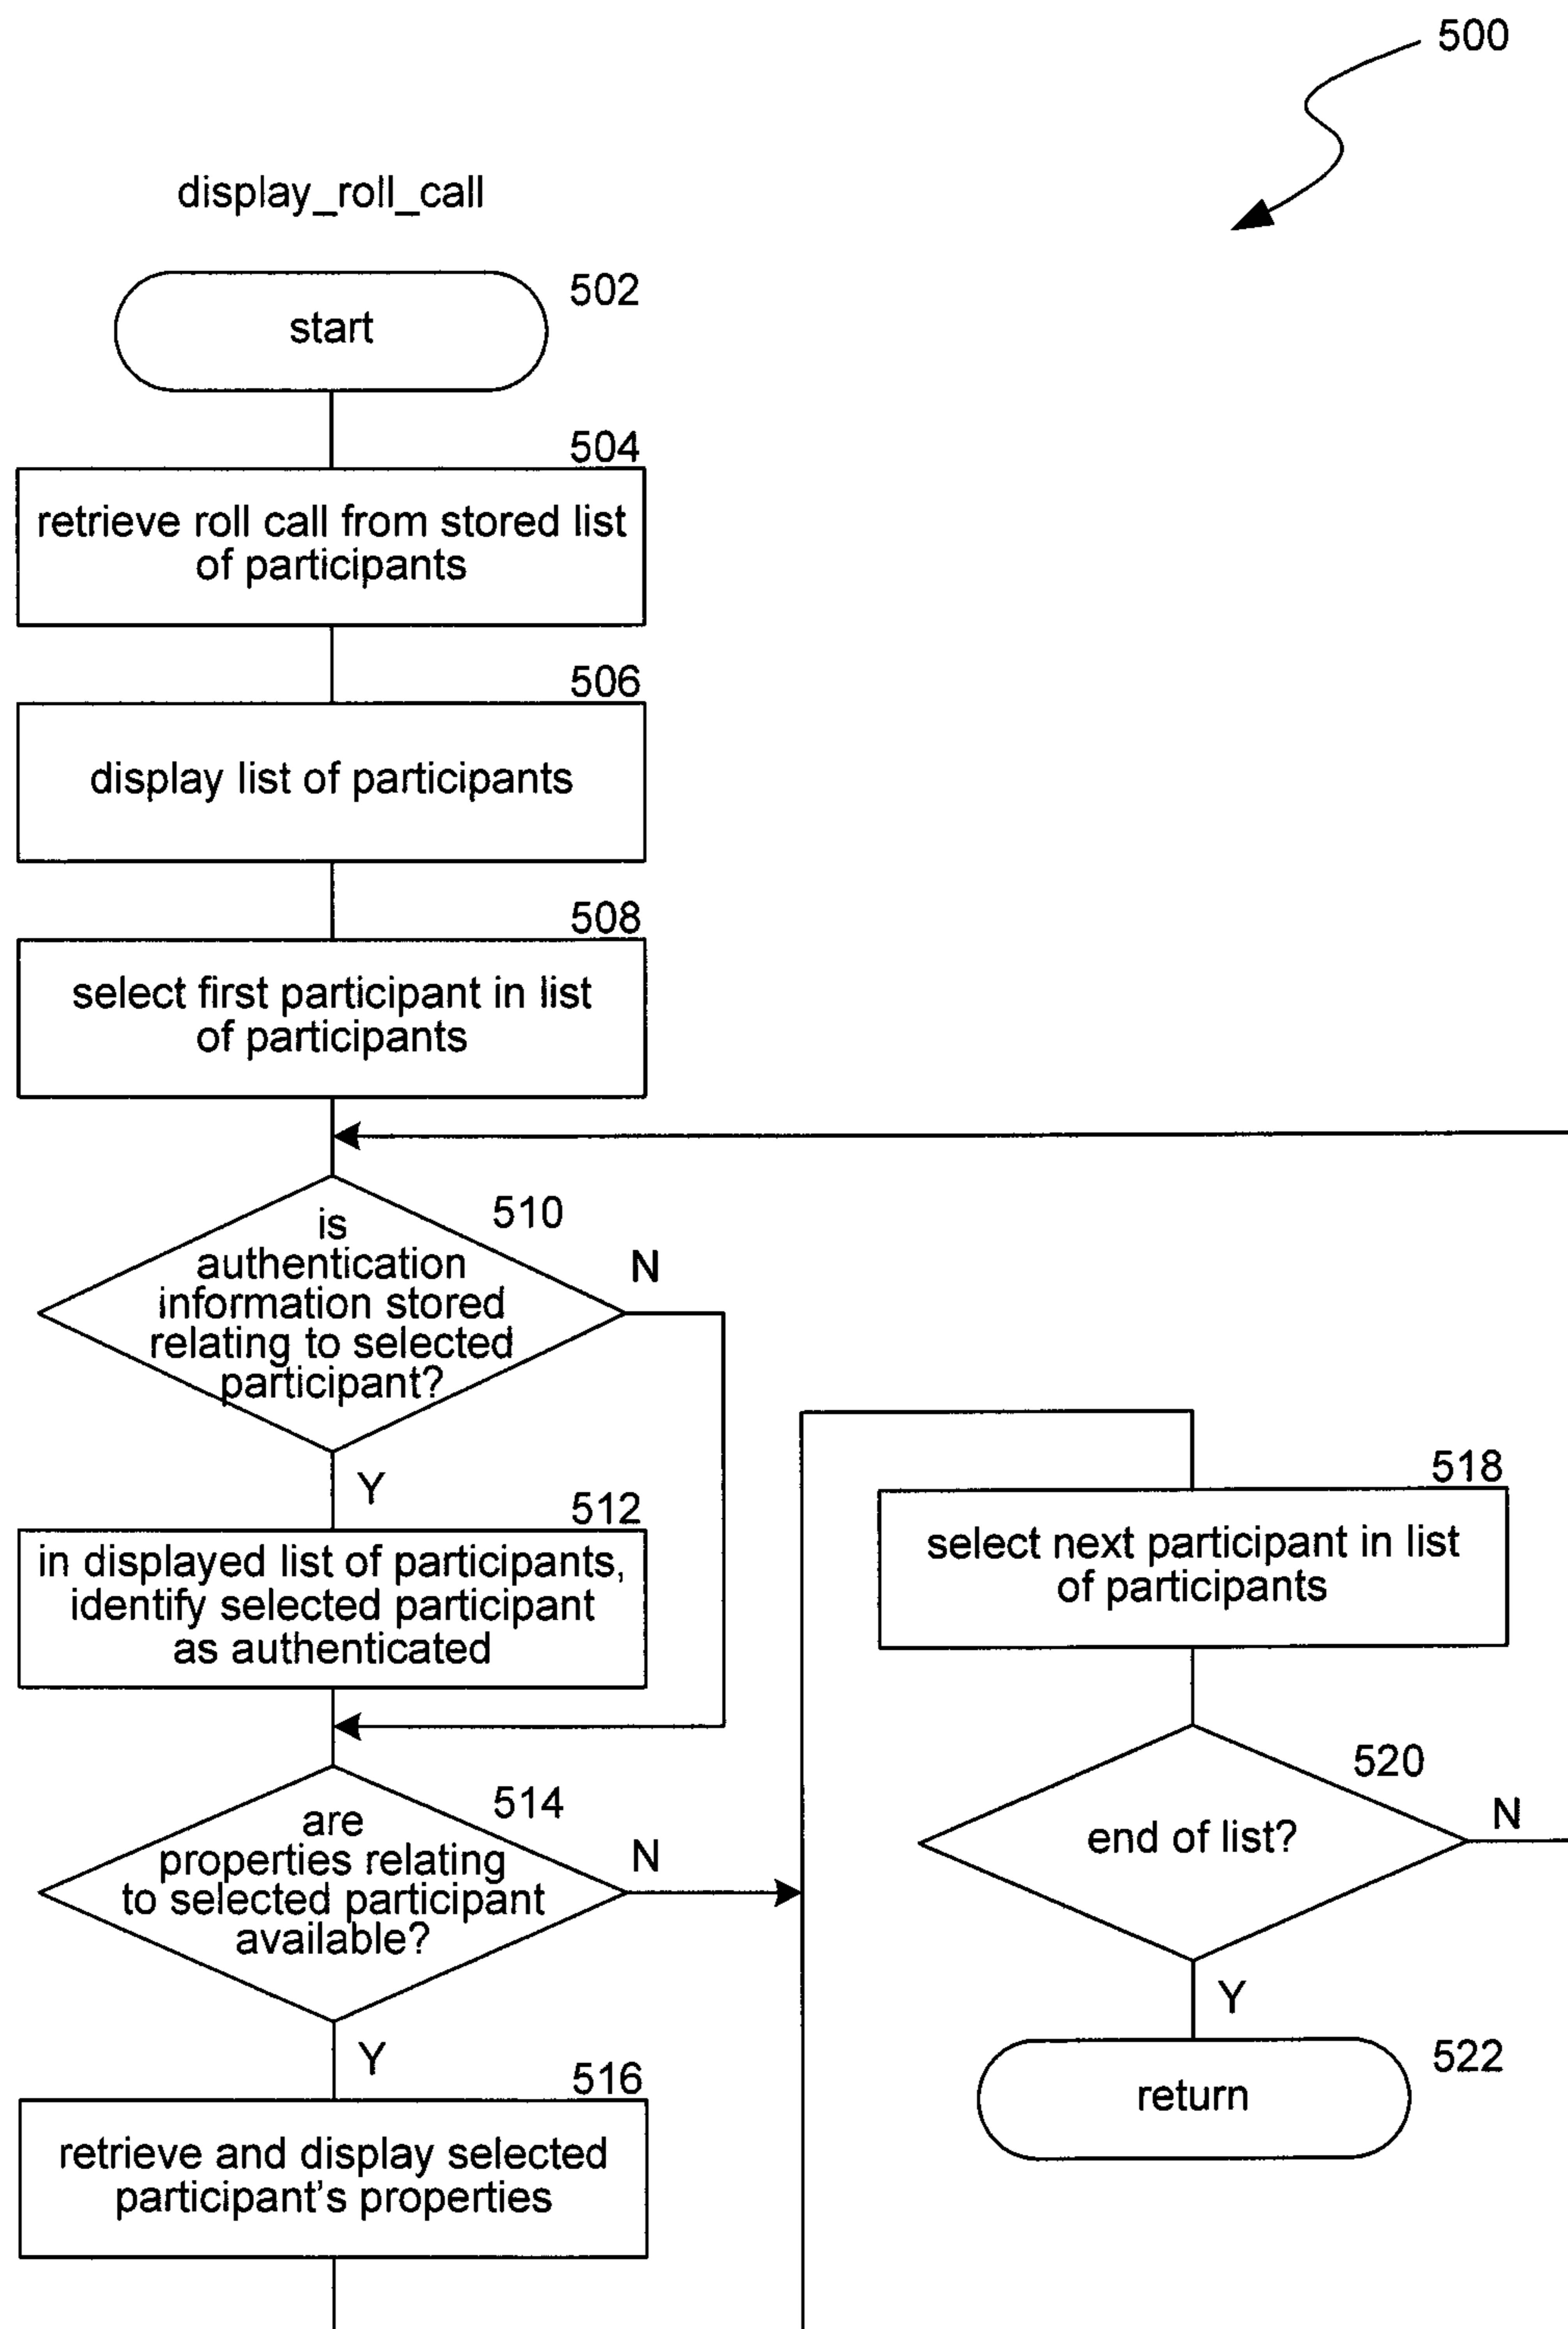 500
display_roll_call
502
start
504
retrieve roll call from stored list
of participants
506
display list of participants
508
select first participant in list
of participants
510
is
authentication
information stored
relating to selected
participant?
N
Y
512
in displayed list of participants,
identify selected participant
as authenticated
514
are
properties relating
to selected participant
available?
N
Y
516
retrieve and display selected
participant's properties
518
select next participant in list
of participants
520
end of list?
N
Y
522
return